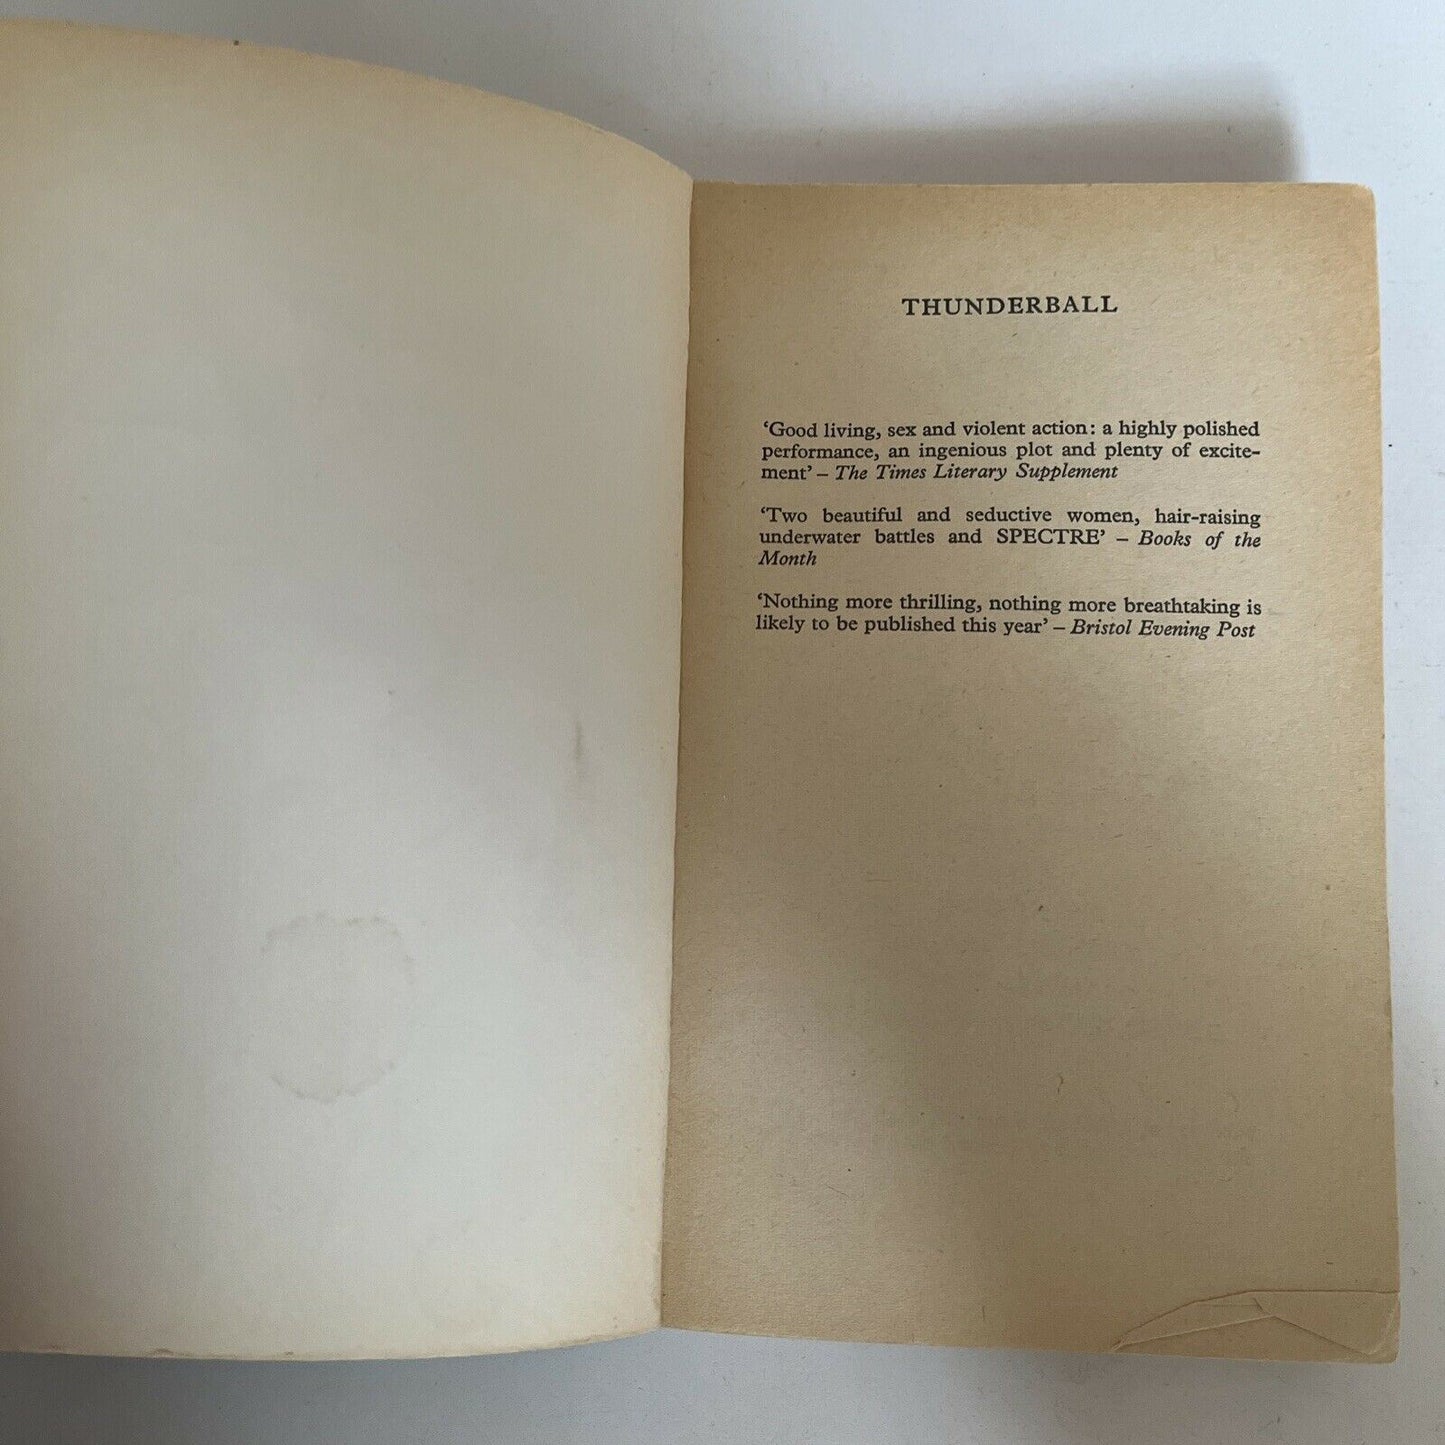 THUNDERBALL
‘Good living, sex and violent action: a highly polished
performance, an ingenious plot and plenty of excite-
ment’ – The Times Literary Supplement
‘Two beautiful and seductive women, hair-raising
underwater battles and SPECTRE’ – Books of the
Month
‘Nothing more thrilling, nothing more breathtaking is
likely to be published this year’ – Bristol Evening Post